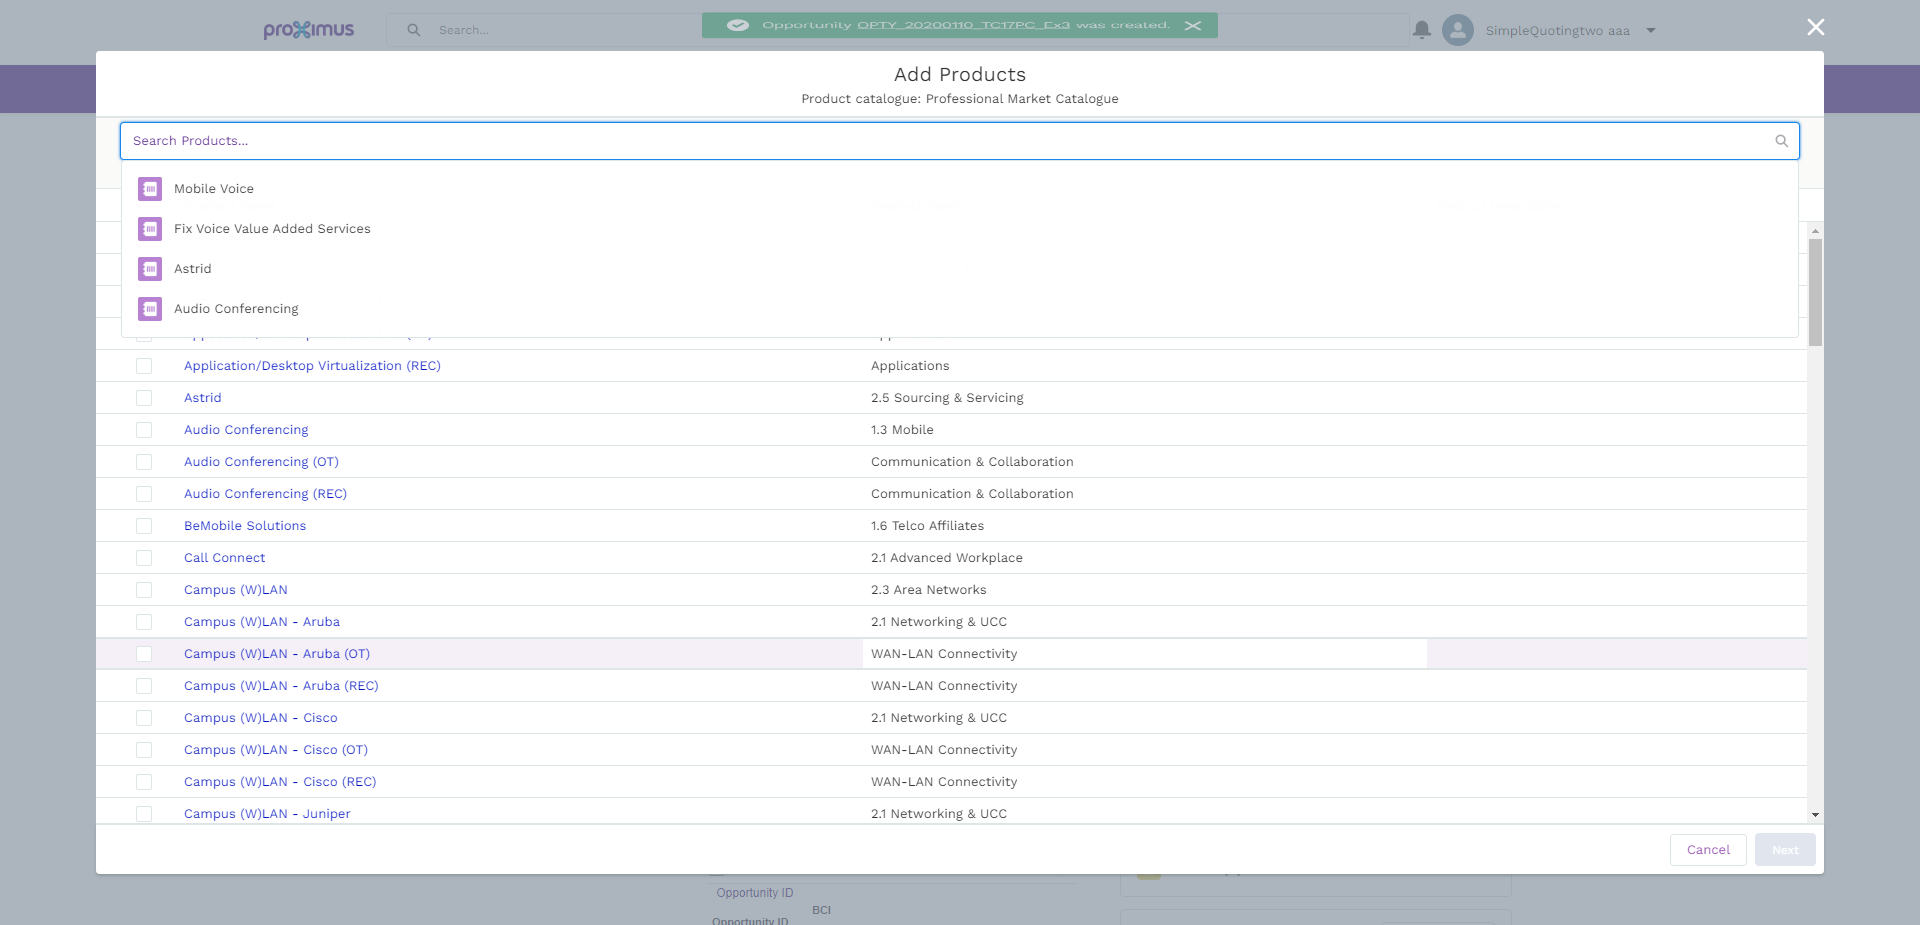 proximus
Search...
Opportunity OPTY_20200110_TC17PC_Ex3 was created.
SimpleQuotingtwo aaa
Add Products
Product catalogue: Professional Market Catalogue
Search Products...
Mobile Voice
Fix Voice Value Added Services
Astrid
Audio Conferencing
Application/Desktop Virtualization (REC) Applications
Astrid 2.5 Sourcing & Servicing
Audio Conferencing 1.3 Mobile
Audio Conferencing (OT) Communication & Collaboration
Audio Conferencing (REC) Communication & Collaboration
BeMobile Solutions 1.6 Telco Affiliates
Call Connect 2.1 Advanced Workplace
Campus (W)LAN 2.3 Area Networks
Campus (W)LAN - Aruba 2.1 Networking & UCC
Campus (W)LAN - Aruba (OT) WAN-LAN Connectivity
Campus (W)LAN - Aruba (REC) WAN-LAN Connectivity
Campus (W)LAN - Cisco 2.1 Networking & UCC
Campus (W)LAN - Cisco (OT) WAN-LAN Connectivity
Campus (W)LAN - Cisco (REC) WAN-LAN Connectivity
Campus (W)LAN - Juniper 2.1 Networking & UCC
Cancel Next
Opportunity ID
BCI
Opportunity ID